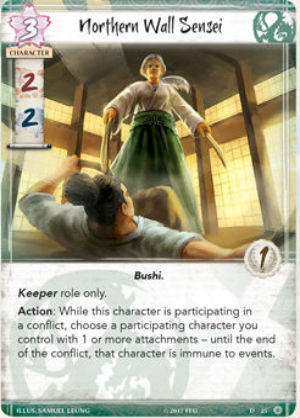 3
Northern Wall Sensei
CHARACTER
2
2
1
Bushi.
Keeper role only.
Action: While this character is participating in
a conflict, choose a participating character you
control with 1 or more attachments – until the end
of the conflict, that character is immune to events.
ILLUS. SAMUEL LEUNG
©2017 FFG